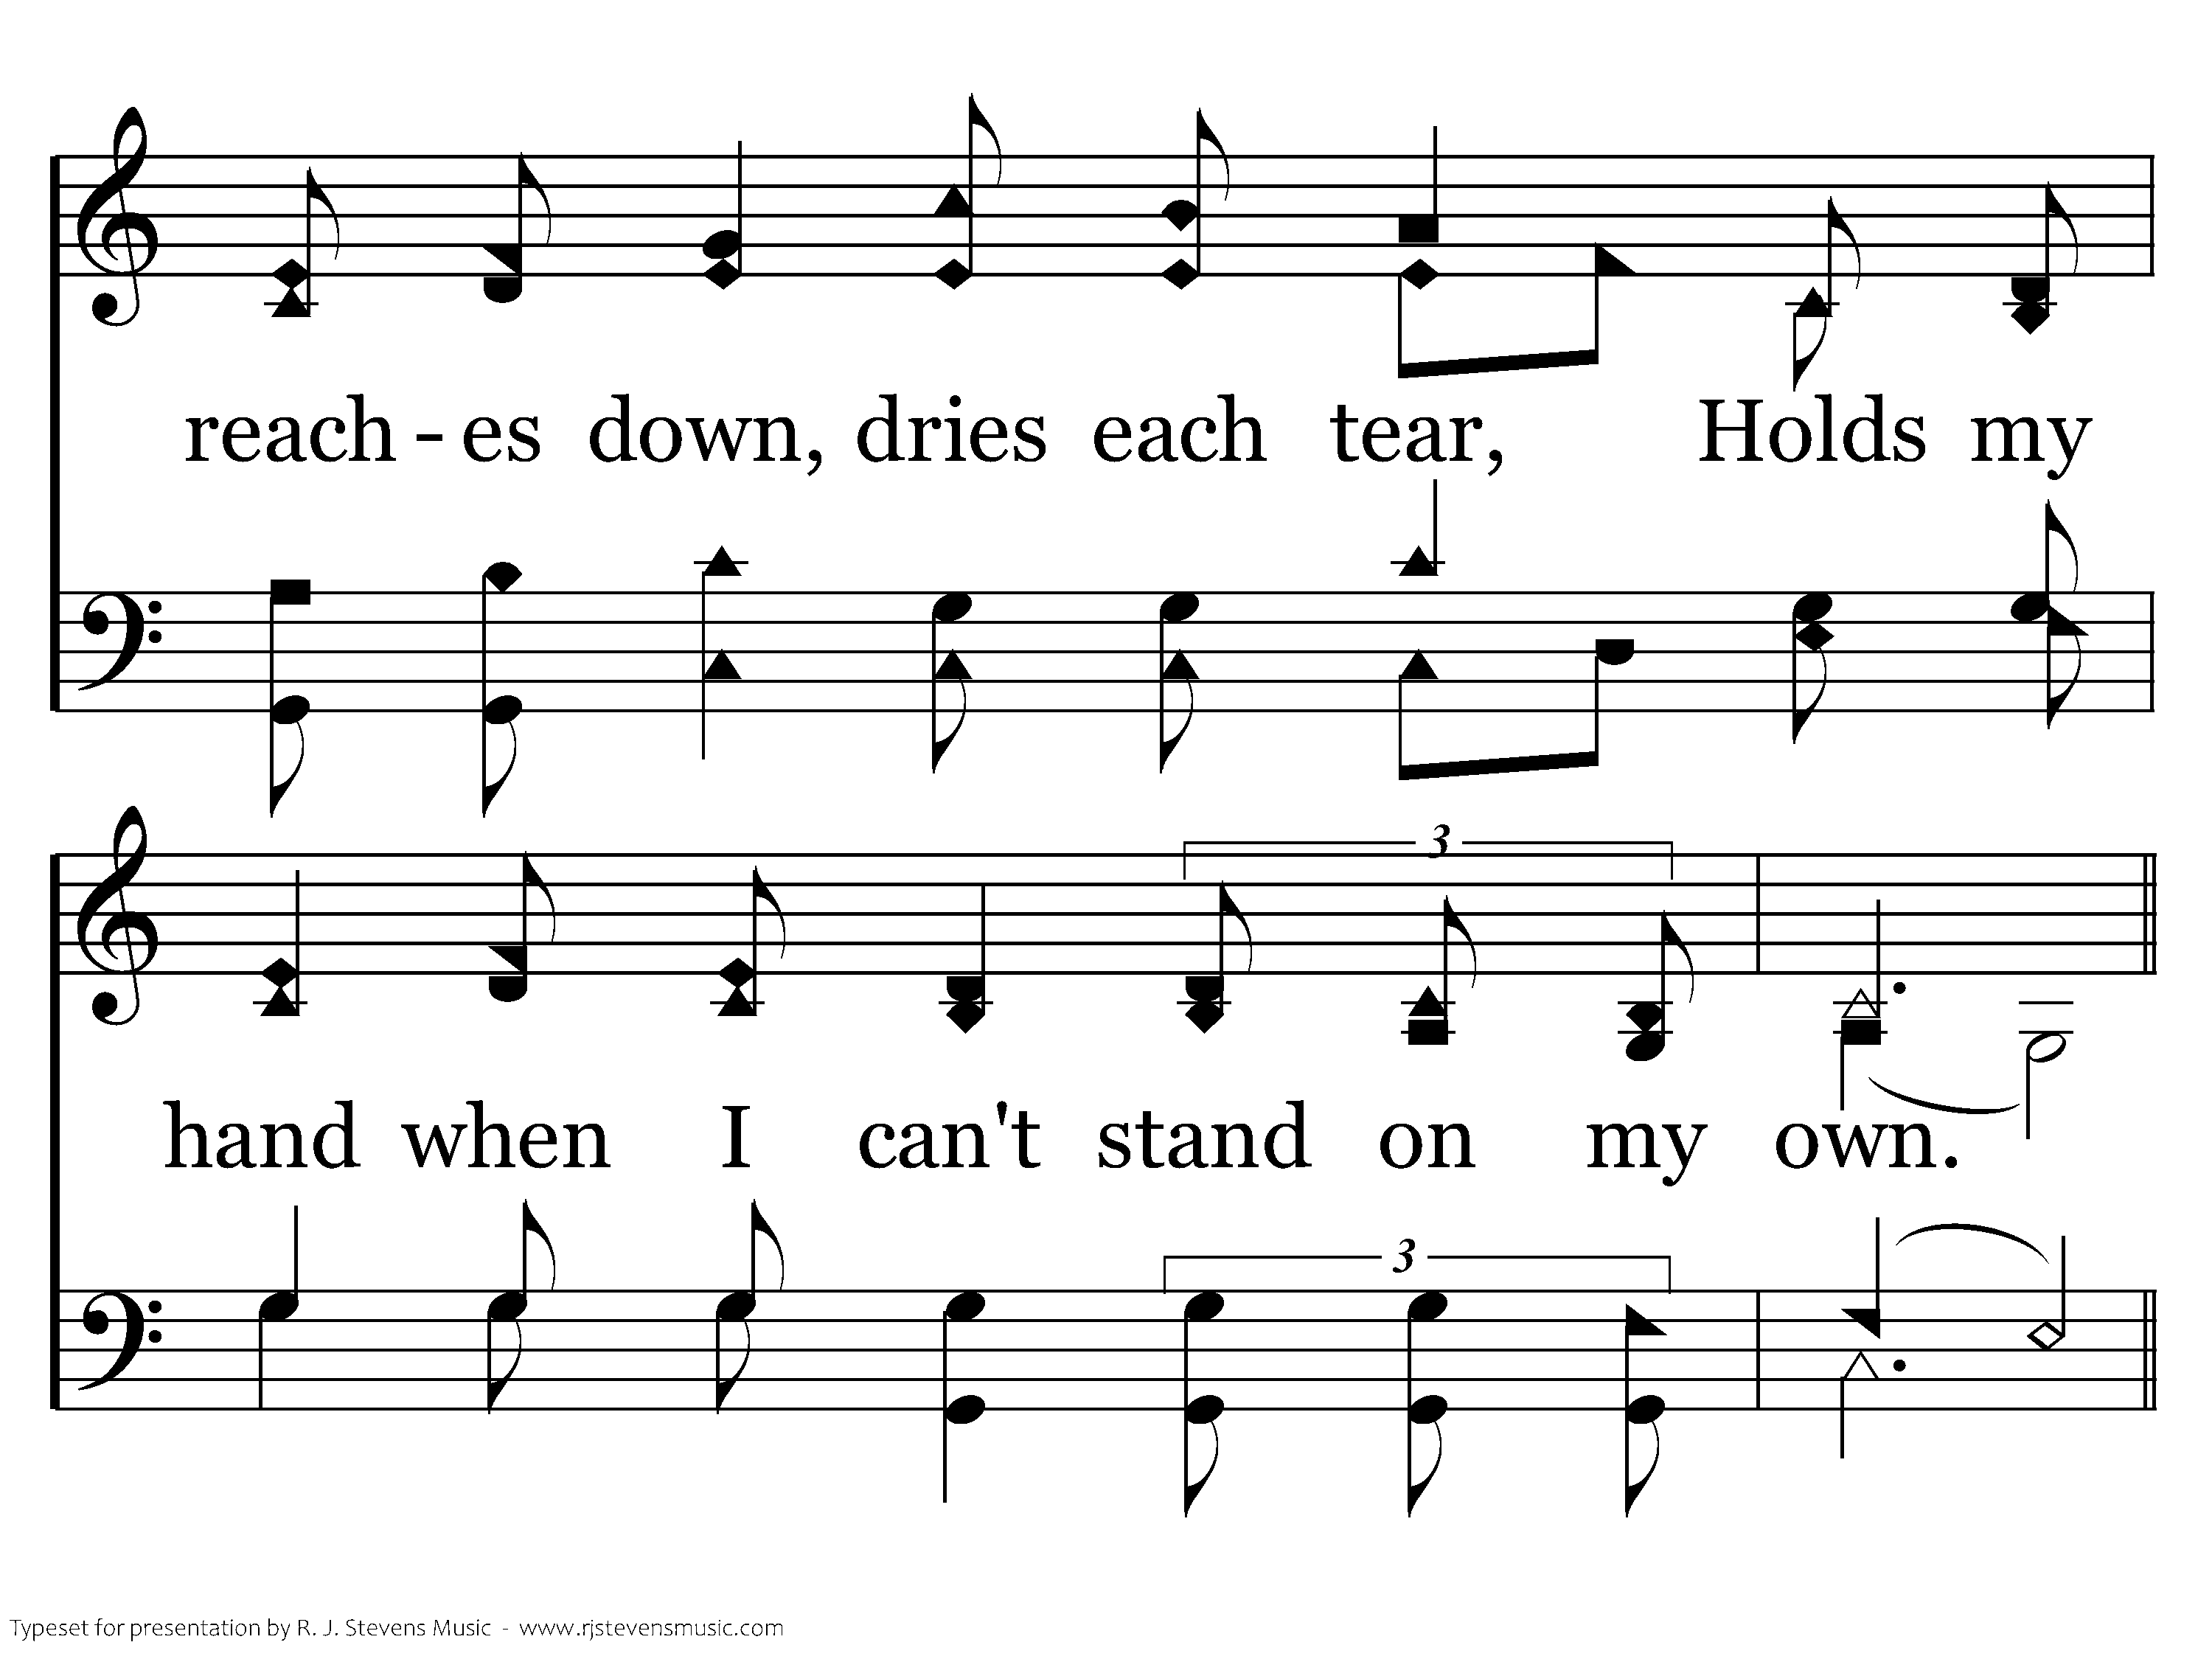 reach - es down, dries each tear, Holds my
3
hand when I can't stand on my own.
3
Typeset for presentation by R. J. Stevens Music - www.rjstevensmusic.com